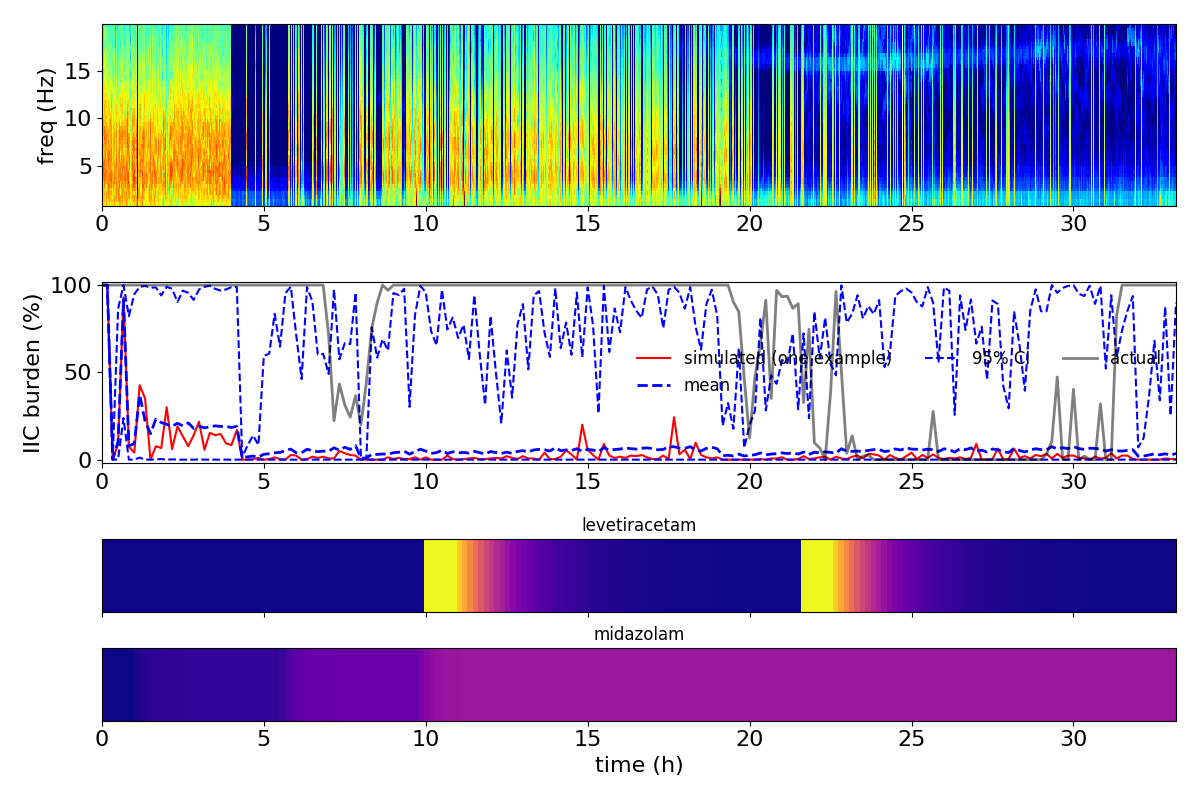 freq (Hz)
15
10
5
0 5 10 15 20 25 30
IIC burden (%)
100
50
0
simulated (one example) 95% CI actual
mean
0 5 10 15 20 25 30
levetiracetam
midazolam
0 5 10 15 20 25 30
time (h)